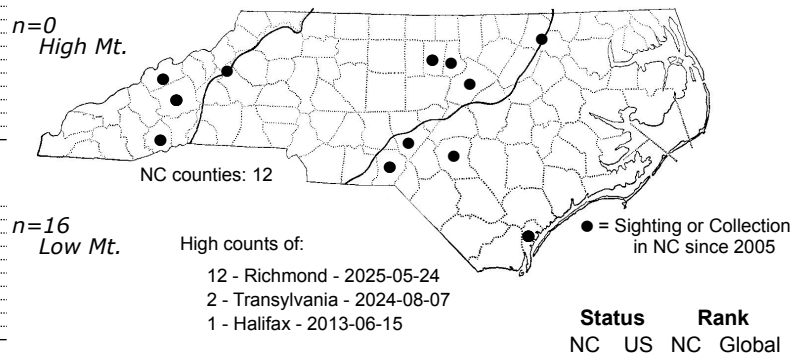 n=0
High Mt.
NC counties: 12
n=16
Low Mt.
High counts of:
12 - Richmond - 2025-05-24
2 - Transylvania - 2024-08-07
1 - Halifax - 2013-06-15
● = Sighting or Collection
in NC since 2005
Status Rank
NC US NC Global